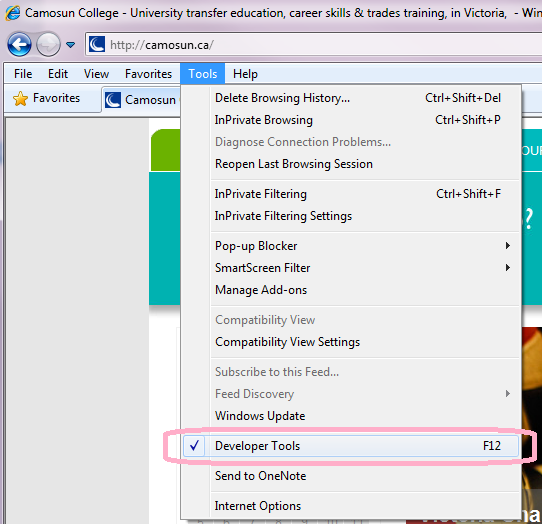 Camosun College - University transfer education, career skills & trades training, in Victoria,  - Win
http://camosun.ca/
File Edit View Favorites Tools Help
Favorites Camosun
Delete Browsing History... Ctrl+Shift+Del
InPrivate Browsing Ctrl+Shift+P
Diagnose Connection Problems...
Reopen Last Browsing Session
InPrivate Filtering Ctrl+Shift+F
InPrivate Filtering Settings
Pop-up Blocker
SmartScreen Filter
Manage Add-ons
Compatibility View
Compatibility View Settings
Subscribe to this Feed...
Feed Discovery
Windows Update
Developer Tools F12
Send to OneNote
Internet Options